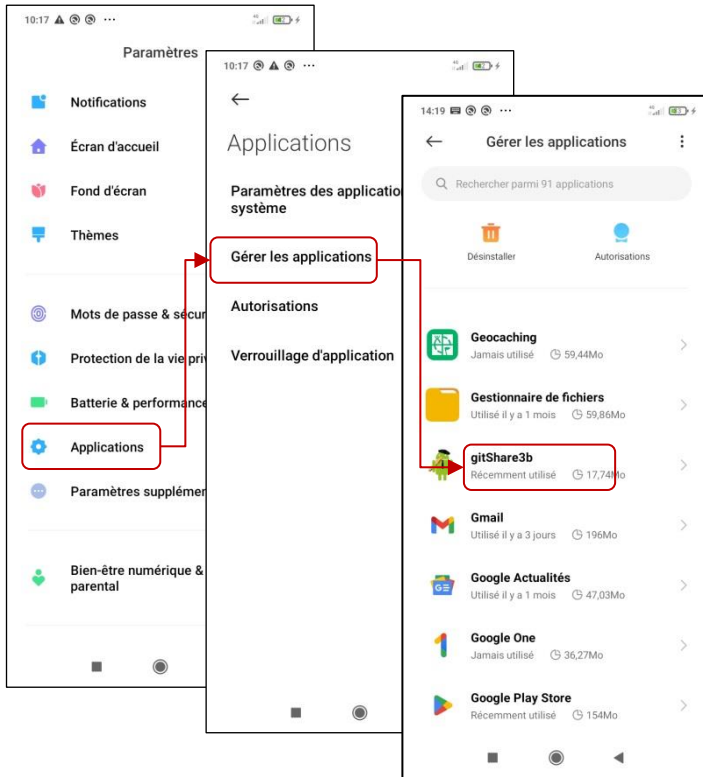 10:17
Paramètres
Notifications
Écran d'accueil
Fond d'écran
Thèmes
Mots de passe & sécur
Protection de la vie priv
Batterie & performance
Applications
Paramètres supplémen
Bien-être numérique &
parental
10:17
Applications
Paramètres des applicatio
système
Gérer les applications
Autorisations
Verrouillage d'application
14:19
Gérer les applications
Rechercher parmi 91 applications
Désinstaller
Autorisations
Geocaching
Jamais utilisé 59,44Mo
Gestionnaire de fichiers
Utilisé il y a 1 mois 59,86Mo
gitShare3b
Récemment utilisé 17,74Mo
Gmail
Utilisé il y a 3 jours 196Mo
Google Actualités
Utilisé il y a 1 mois 47,03Mo
Google One
Jamais utilisé 36,27Mo
Google Play Store
Récemment utilisé 154Mo